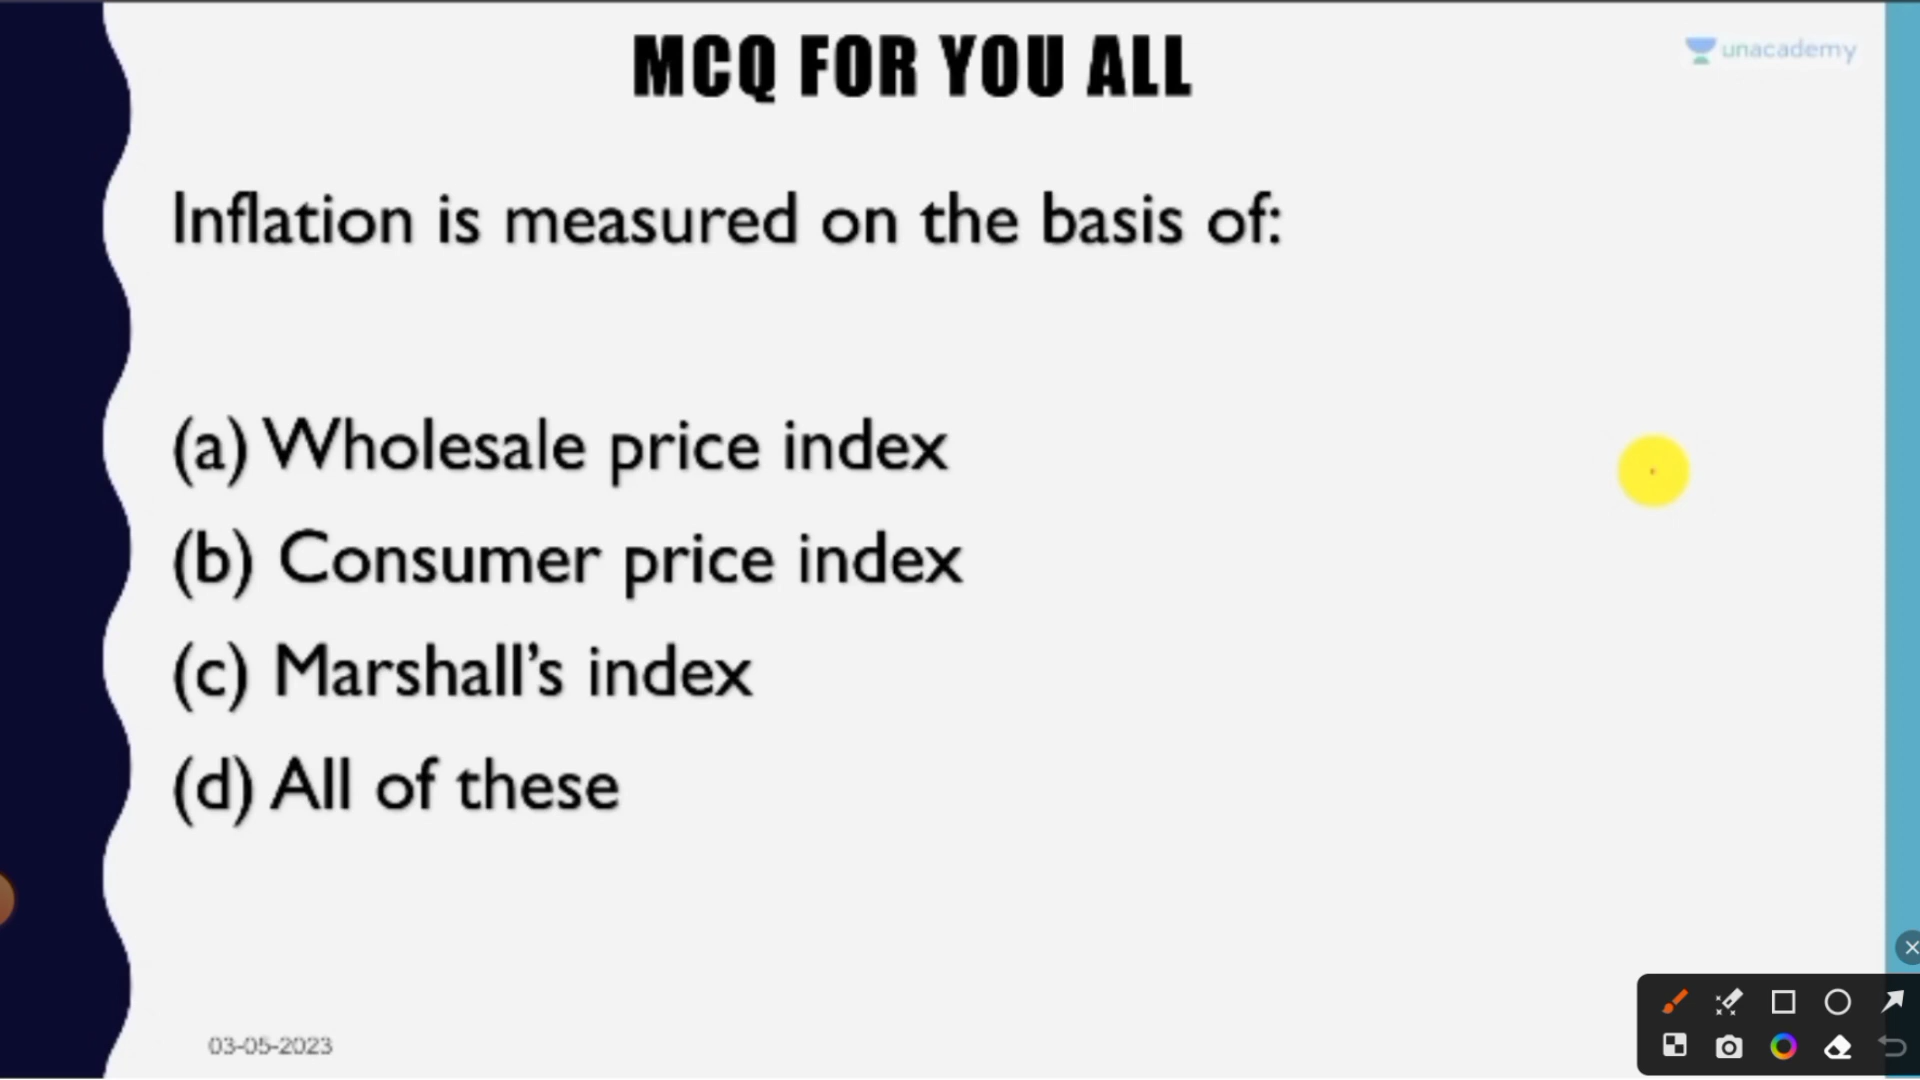 MCQ FOR YOU ALL
unacademy
Inflation is measured on the basis of:
(a) Wholesale price index
(b) Consumer price index
(c) Marshall's index
(d) All of these
03-05-2023